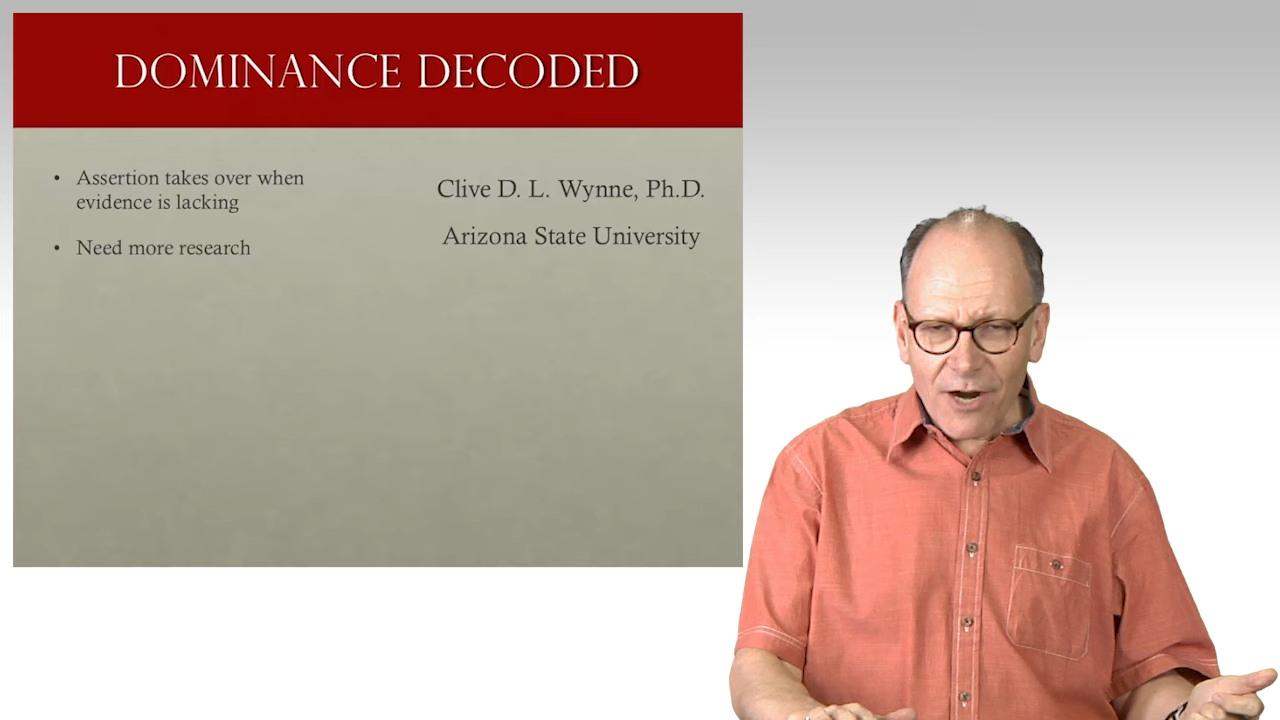 DOMINANCE DECODED
• Assertion takes over when
evidence is lacking
• Need more research
Clive D. L. Wynne, Ph.D.
Arizona State University